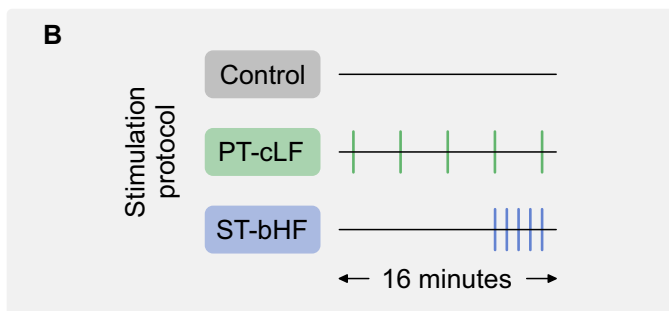 B
Stimulation
protocol
Control
PT-cLF
ST-bHF
16 minutes